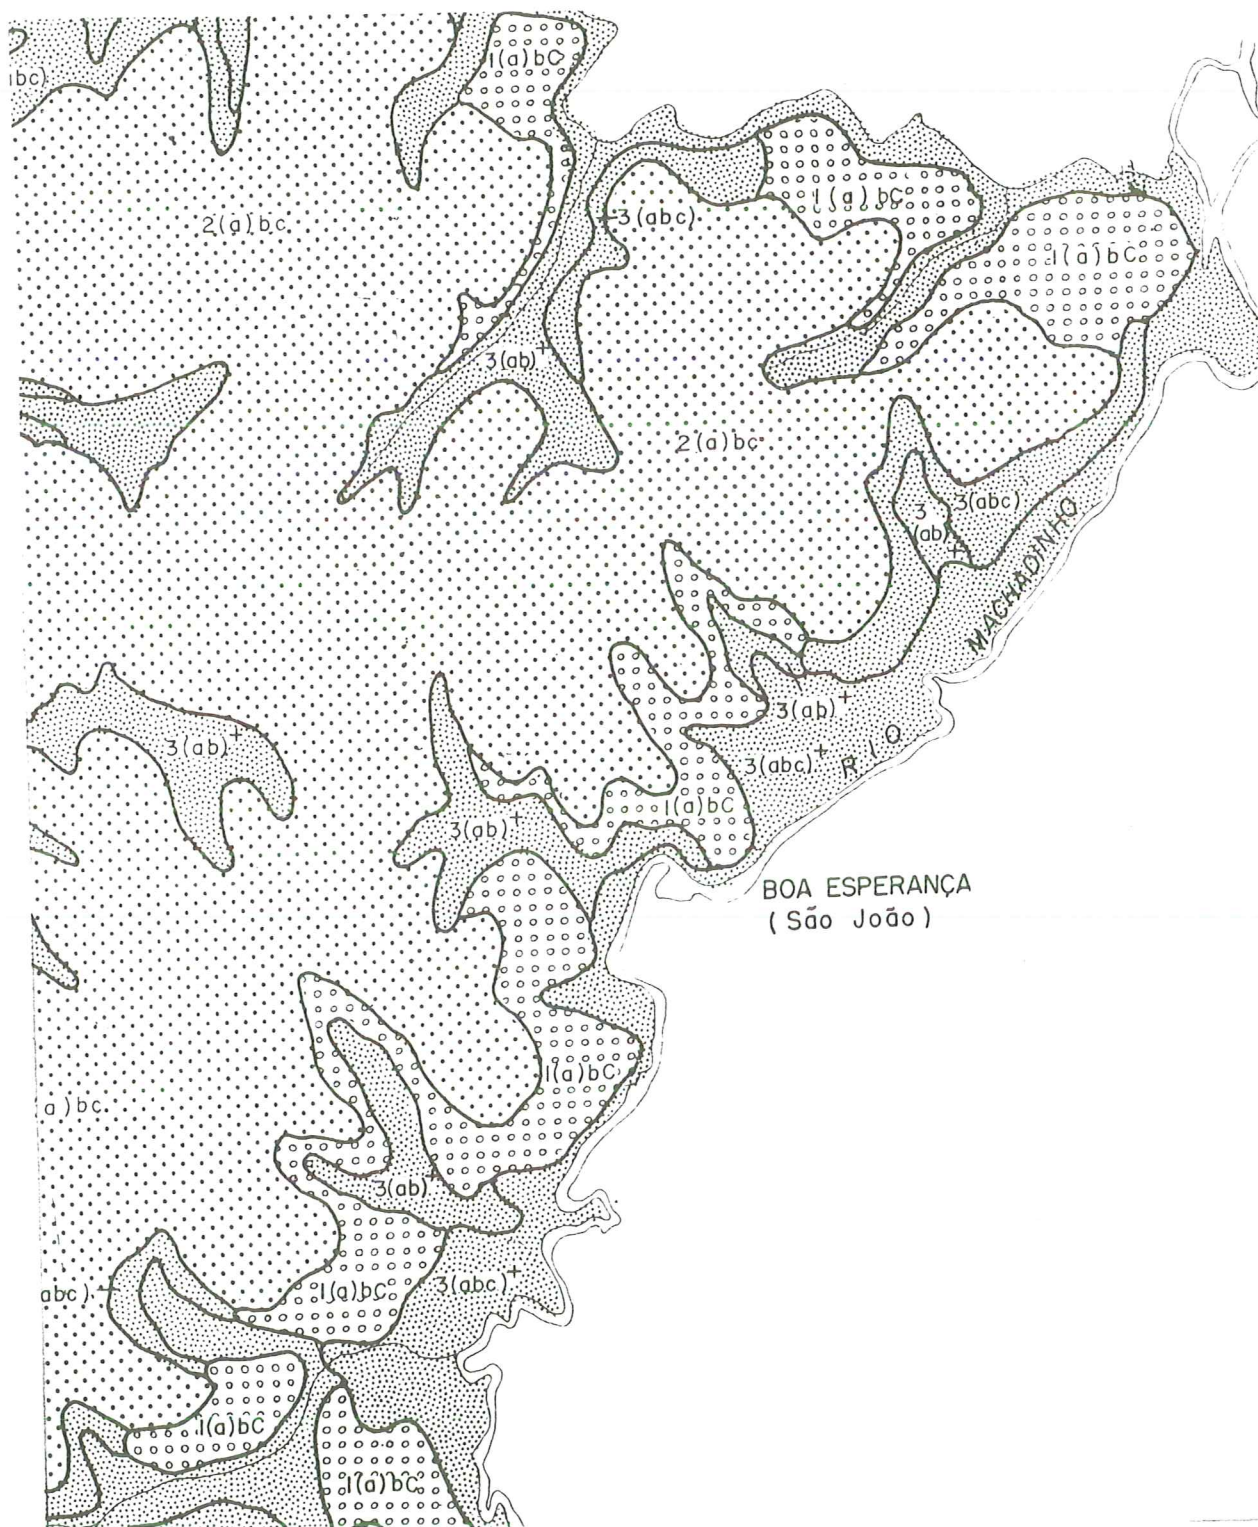 1(a)bC
abc)
1(a)bC
2(a)bc
3(abc)
1(a)bC
3(ab)+
2(a)bc
3
(ab)
+
3(abc)
MACHADINHO
3(ab)+
3(ab)+
3(abc)+
RIO
1(a)bC
3(ab)+
BOA ESPERANÇA
(São João)
1(a)bC
a)bc
3(ab)+
3(abc)+
1(a)bC
abc)
1(a)bC
1(a)bC